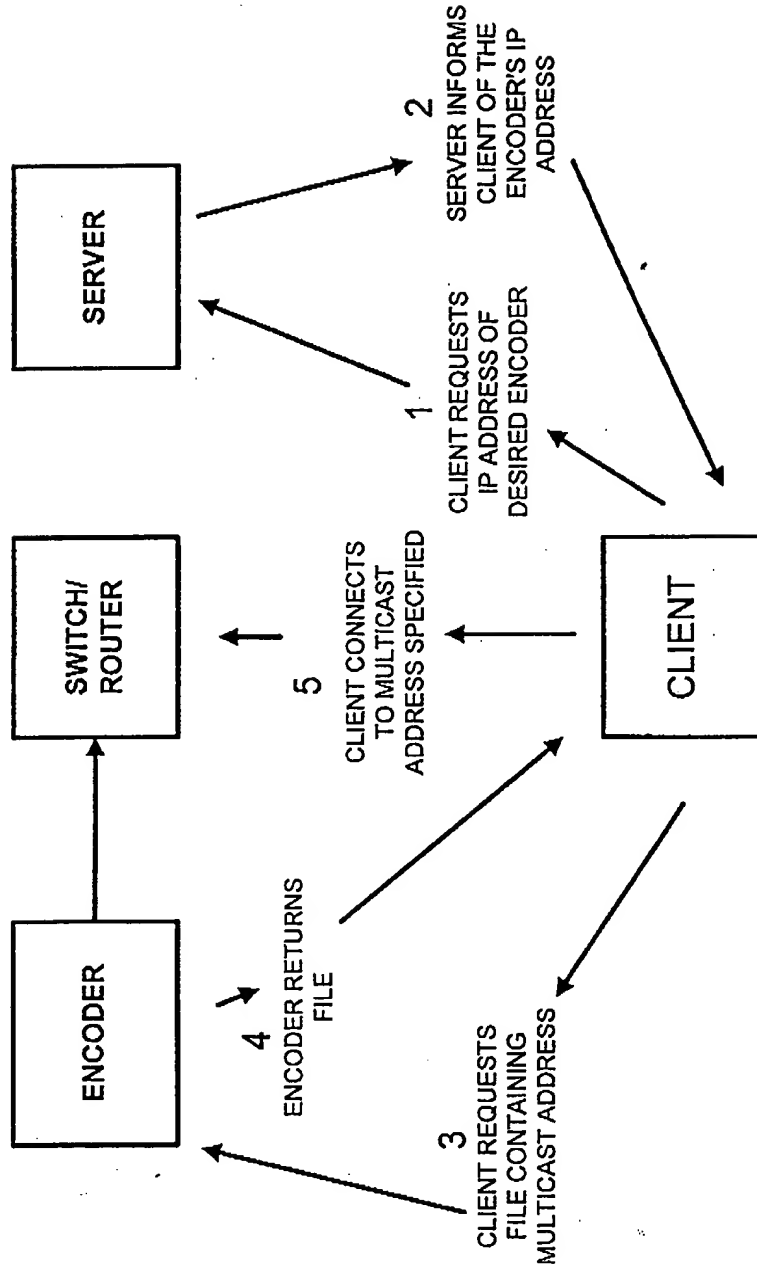 ENCODER
SWITCH/
ROUTER
SERVER
4
ENCODER RETURNS
FILE
5
CLIENT CONNECTS
TO MULTICAST
ADDRESS SPECIFIED
1
CLIENT REQUESTS
IP ADDRESS OF
DESIRED ENCODER
2
SERVER INFORMS
CLIENT OF THE
ENCODER'S IP
ADDRESS
3
CLIENT REQUESTS
FILE CONTAINING
MULTICAST ADDRESS
CLIENT